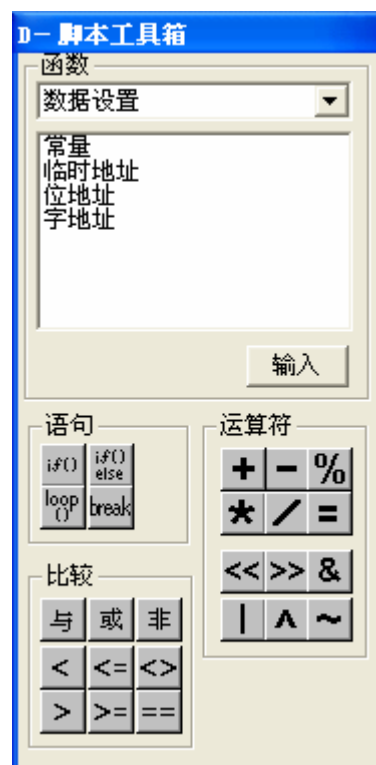 D－脚本工具箱
函数
数据设置
常量
临时地址
位地址
字地址
输入
语句
if() if() else
loop () break
运算符
+ - %
* / =
<< >> &
| ^ ~
比较
与 或 非
< <= <>
> >= ==